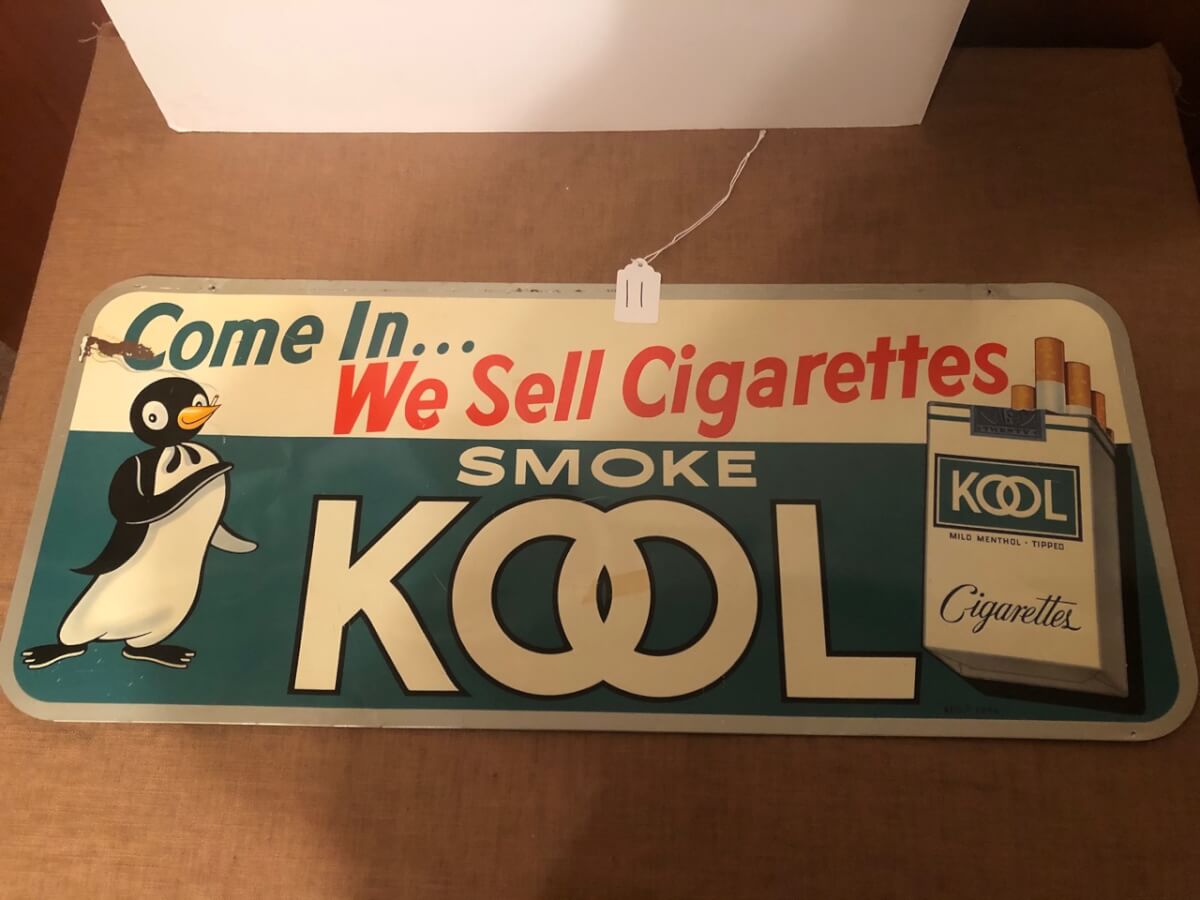 11
Come In...
We Sell Cigarettes
SMOKE
KOOL
KOOL
MILD MENTHOL · TIPPED
Cigarettes